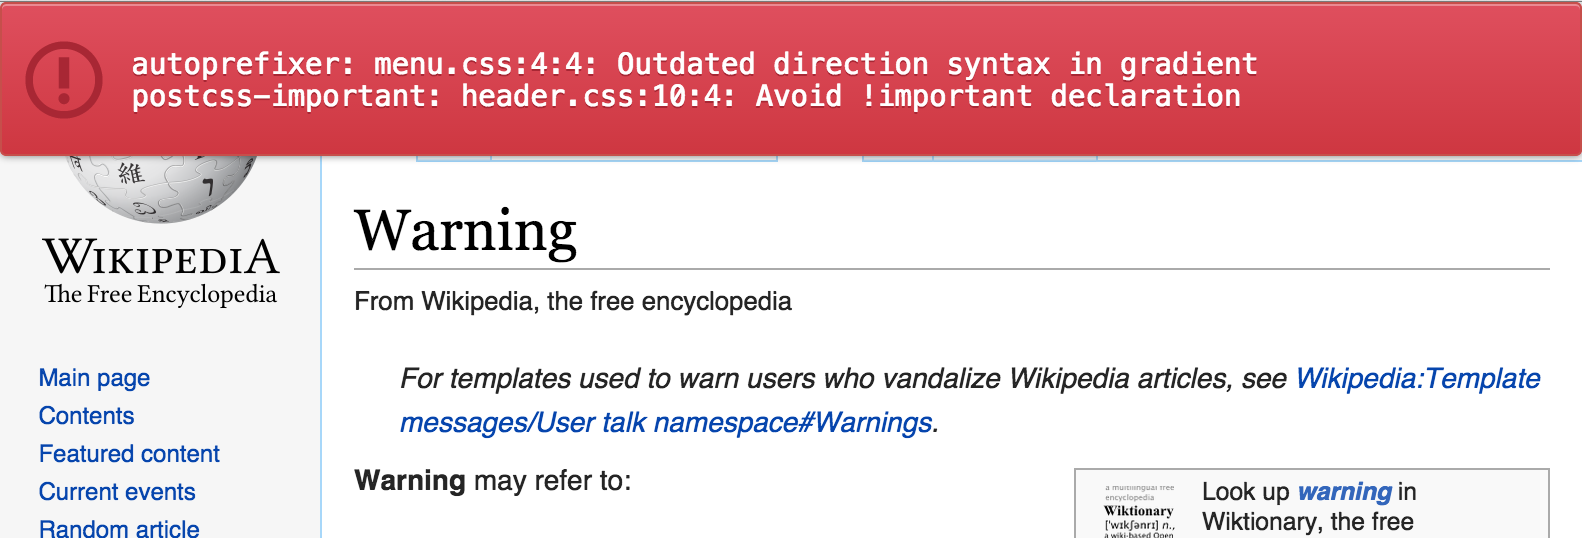 autoprefixer: menu.css:4:4: Outdated direction syntax in gradient
postcss-important: header.css:10:4: Avoid !important declaration
維
7
WIKIPEDIA
The Free Encyclopedia
Main page
Contents
Featured content
Current events
Random article
Warning
From Wikipedia, the free encyclopedia
For templates used to warn users who vandalize Wikipedia articles, see Wikipedia:Template
messages/User talk namespace#Warnings.
Warning may refer to:
a multilingual free
encyclopedia
Wiktionary
['wɪkʃənrɪ] n.,
a wiki-based Open
Look up warning in
Wiktionary, the free